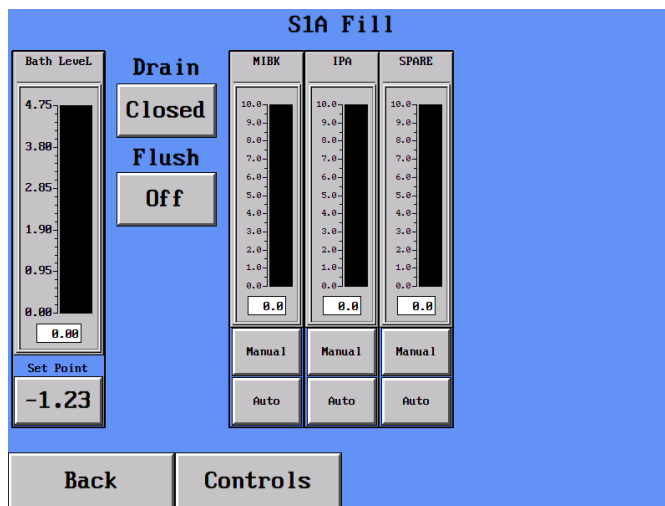 S1A Fill
Bath LeveL
4.75
3.80
2.85
1.90
0.95
0.00
0.00
Set Point
-1.23
Drain
Closed
Flush
Off
MIBK
10.0
9.0
8.0
7.0
6.0
5.0
4.0
3.0
2.0
1.0
0.0
0.0
Manual
Auto
IPA
10.0
9.0
8.0
7.0
6.0
5.0
4.0
3.0
2.0
1.0
0.0
0.0
Manual
Auto
SPARE
10.0
9.0
8.0
7.0
6.0
5.0
4.0
3.0
2.0
1.0
0.0
0.0
Manual
Auto
Back
Controls